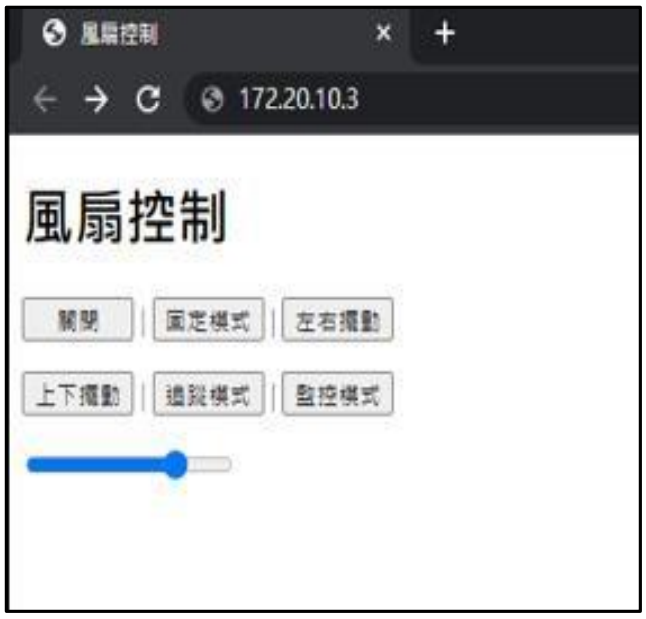 風扇控制
172.20.10.3
風扇控制
關閉 | 固定模式 | 左右擺動
上下擺動 | 追蹤模式 | 監控模式